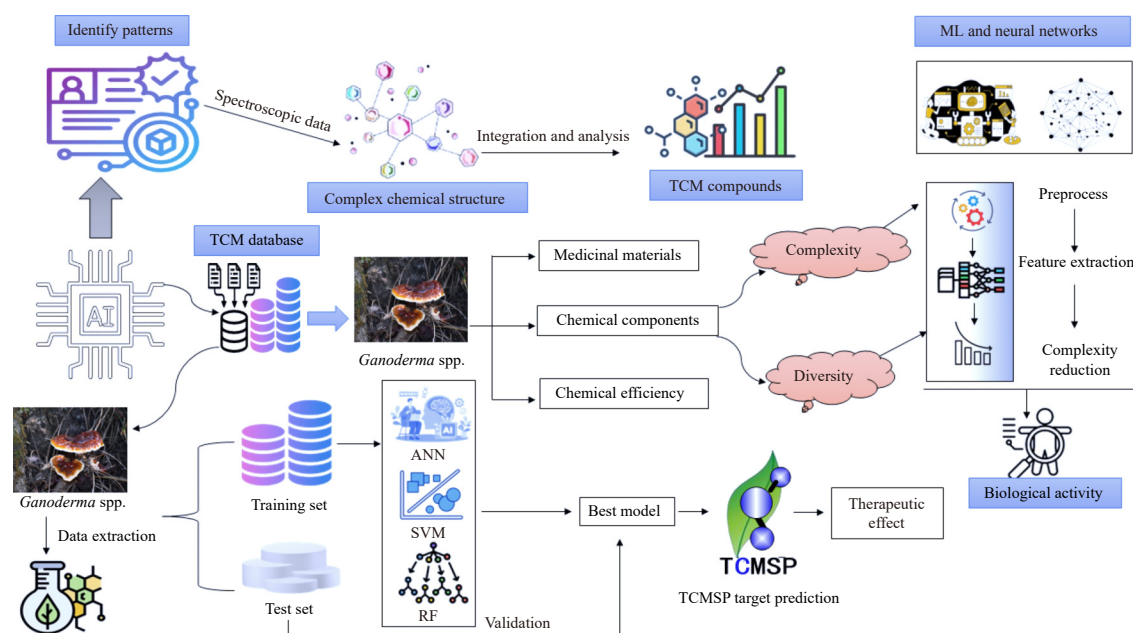 Identify patterns
ML and neural networks
Spectroscopic data
Integration and analysis
Complex chemical structure
TCM compounds
TCM database
AI
Ganoderma spp.
Medicinal materials
Chemical components
Chemical efficiency
Complexity
Diversity
Preprocess
Feature extraction
Complexity
reduction
Biological activity
Ganoderma spp.
Data extraction
Training set
Test set
AI
ANN
SVM
RF
Validation
Best model
TCMSP
TCMSP target prediction
Therapeutic
effect